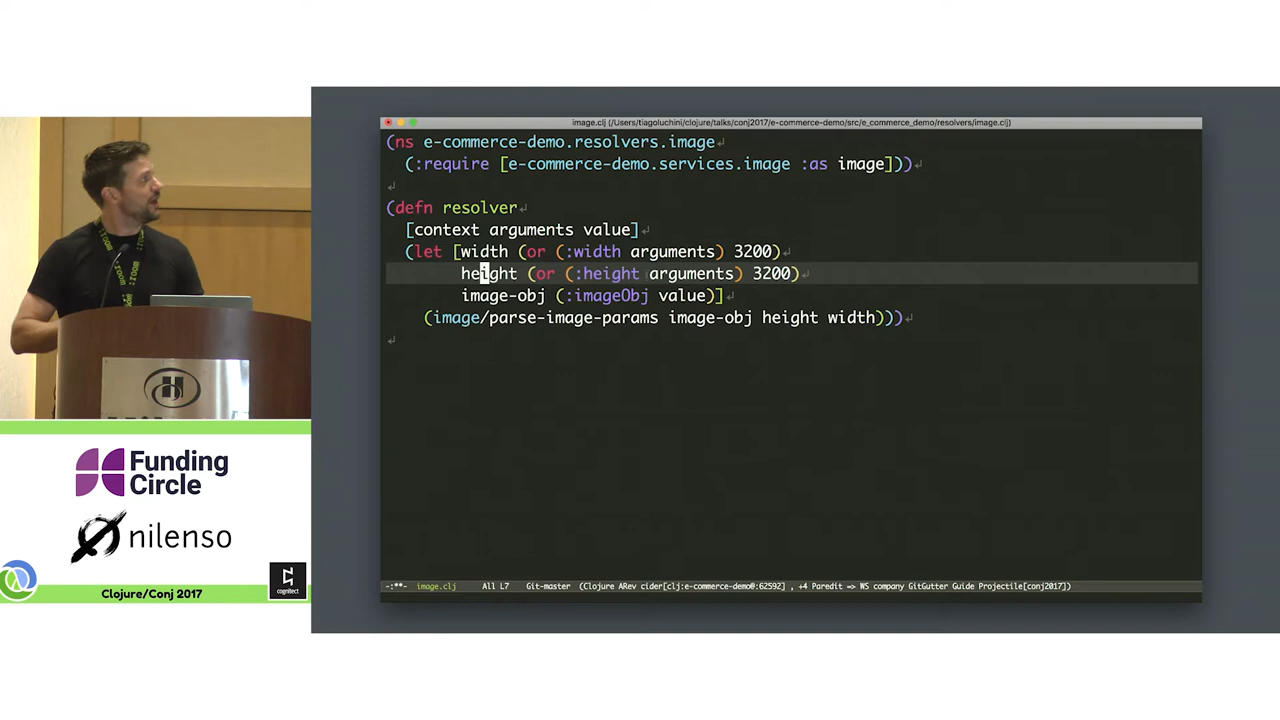 image.clj (/Users/tiagoluchini/clojure/talks/conj2017/e-commerce-demo/src/e_commerce_demo/resolvers/image.clj)
(ns e-commerce-demo.resolvers.image
(:require [e-commerce-demo.services.image :as image]))
(defn resolver
[context arguments value]
(let [width (or (:width arguments) 3200)
height (or (:height arguments) 3200)
image-obj (:imageObj value)]
(image/parse-image-params image-obj height width)))
-:**- image.clj All L7 Git-master (Clojure ARev cider[clj:e-commerce-demo@:62592] , +4 Paredit => WS company GitGutter Guide Projectile[conj2017])
:room
H
Funding
Circle
nilenso
Clojure/Conj 2017
cognitect